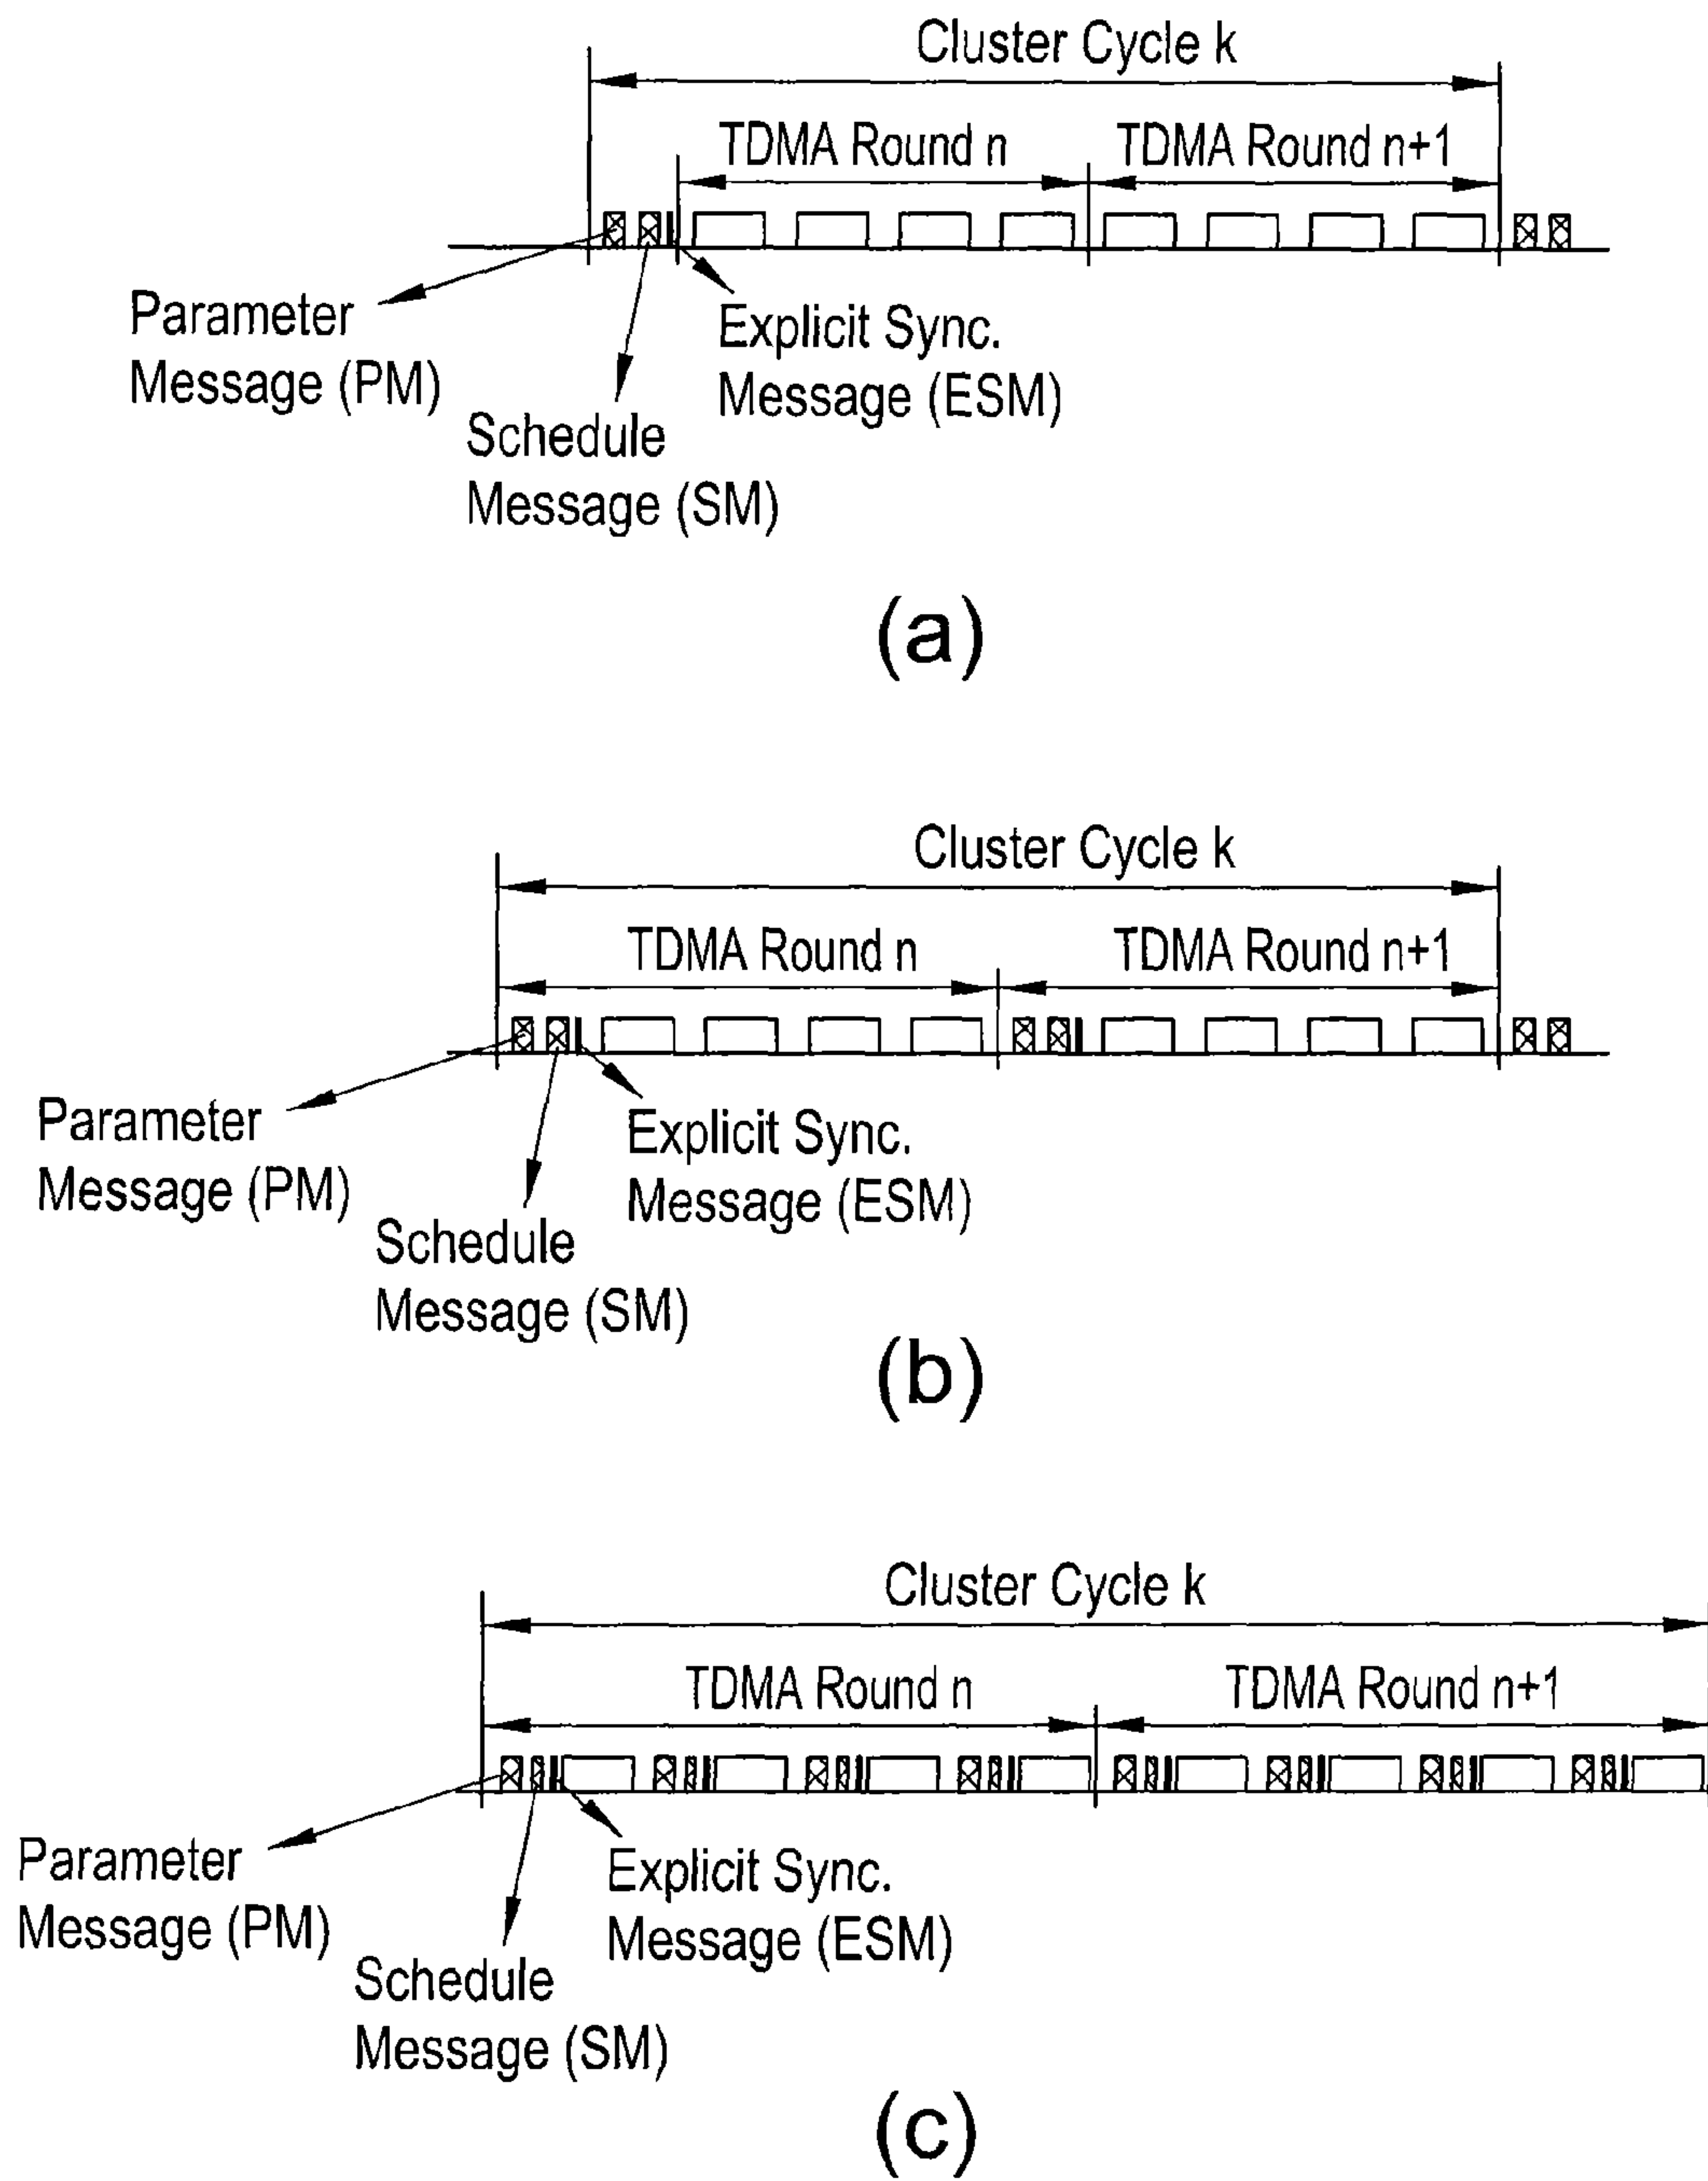 Cluster Cycle k
TDMA Round n
TDMA Round n+1
Parameter
Message (PM)
Explicit Sync.
Message (ESM)
Schedule
Message (SM)
(a)
Cluster Cycle k
TDMA Round n
TDMA Round n+1
Parameter
Message (PM)
Explicit Sync.
Message (ESM)
Schedule
Message (SM)
(b)
Cluster Cycle k
TDMA Round n
TDMA Round n+1
Parameter
Message (PM)
Explicit Sync.
Message (ESM)
Schedule
Message (SM)
(c)